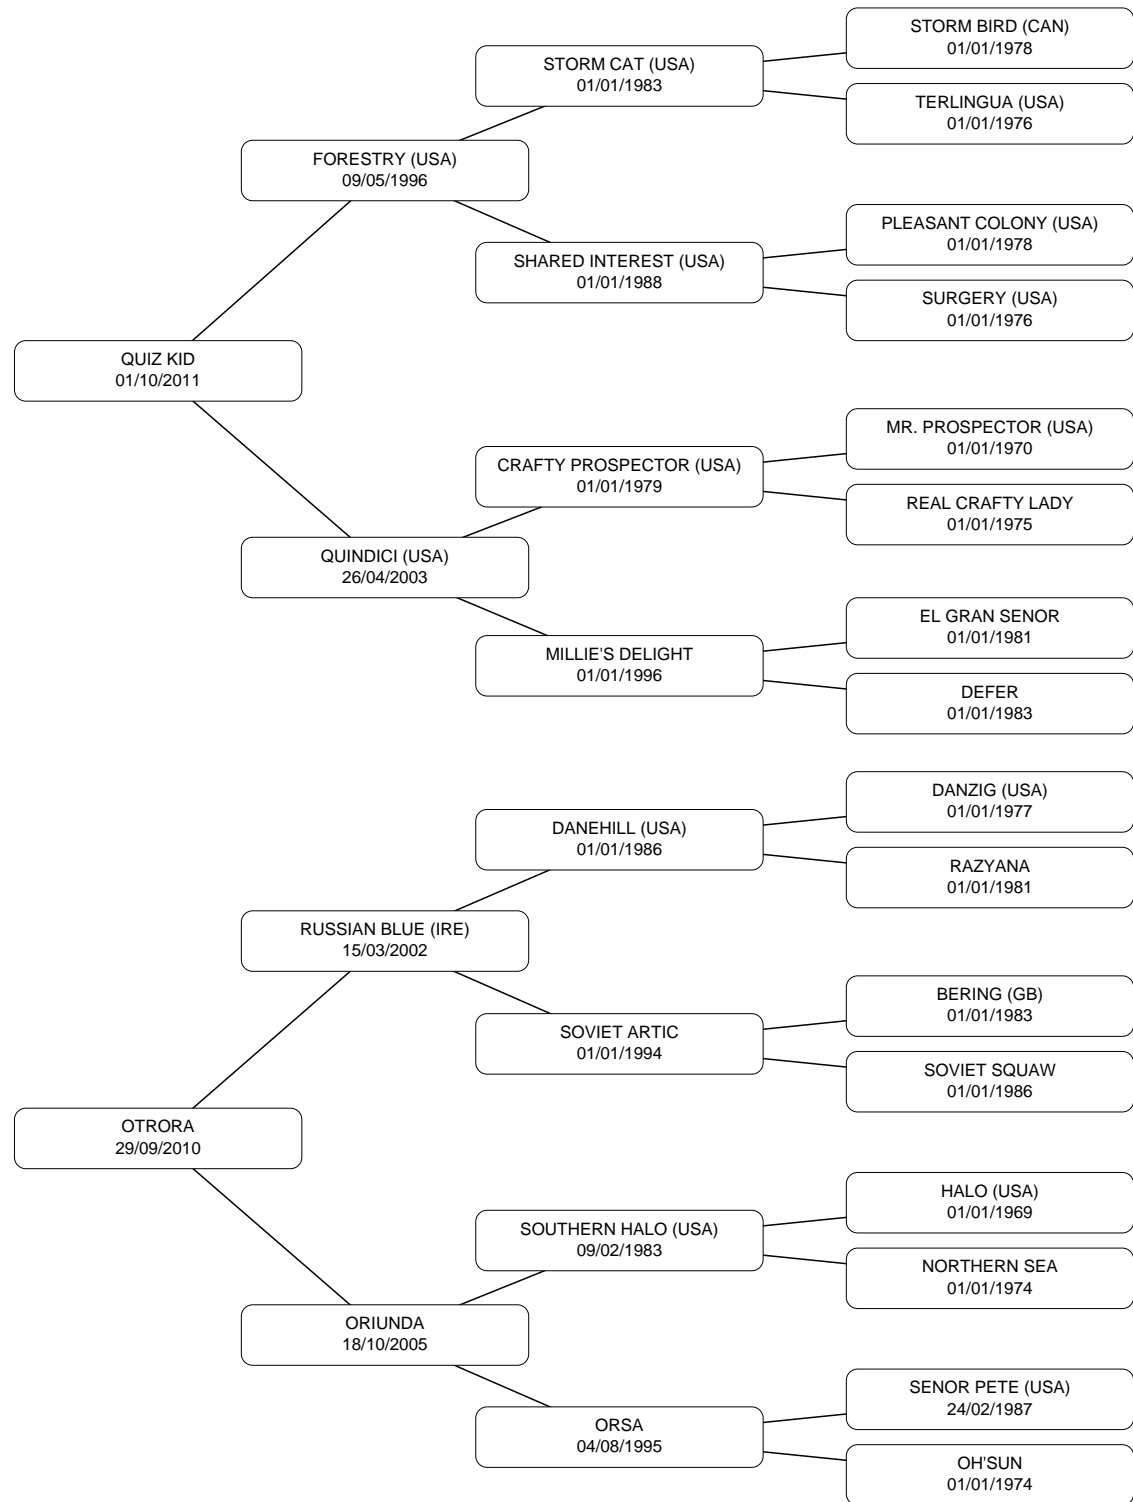 STORM BIRD (CAN)
01/01/1978
STORM CAT (USA)
01/01/1983
TERLINGUA (USA)
01/01/1976
FORESTRY (USA)
09/05/1996
PLEASANT COLONY (USA)
01/01/1978
SHARED INTEREST (USA)
01/01/1988
SURGERY (USA)
01/01/1976
QUIZ KID
01/10/2011
MR. PROSPECTOR (USA)
01/01/1970
CRAFTY PROSPECTOR (USA)
01/01/1979
REAL CRAFTY LADY
01/01/1975
QUINDICI (USA)
26/04/2003
EL GRAN SENOR
01/01/1981
MILLIE'S DELIGHT
01/01/1996
DEFER
01/01/1983
DANZIG (USA)
01/01/1977
DANEHILL (USA)
01/01/1986
RAZYANA
01/01/1981
RUSSIAN BLUE (IRE)
15/03/2002
BERING (GB)
01/01/1983
SOVIET ARTIC
01/01/1994
SOVIET SQUAW
01/01/1986
OTRORA
29/09/2010
HALO (USA)
01/01/1969
SOUTHERN HALO (USA)
09/02/1983
NORTHERN SEA
01/01/1974
ORIUNDA
18/10/2005
SENOR PETE (USA)
24/02/1987
ORSA
04/08/1995
OH'SUN
01/01/1974